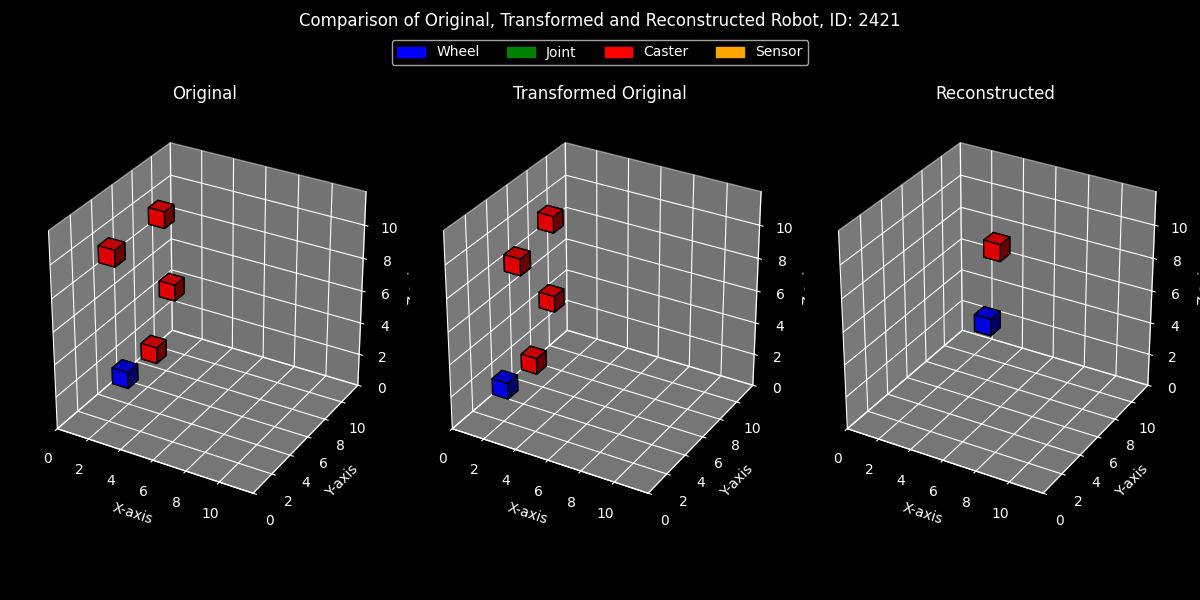 Comparison of Original, Transformed and Reconstructed Robot, ID: 2421
Wheel Joint Caster Sensor
Original Transformed Original Reconstructed
10 10 10
8 8 8
6 6 6
4 4 4
2 2 2
0 0 0
10 10 10
8 8 8
6 6 6
4 4 4
2 2 2
0 0 0
0 2 4 6 8 10
0 2 4 6 8 10
0 2 4 6 8 10
X-axis Y-axis X-axis Y-axis X-axis Y-axis